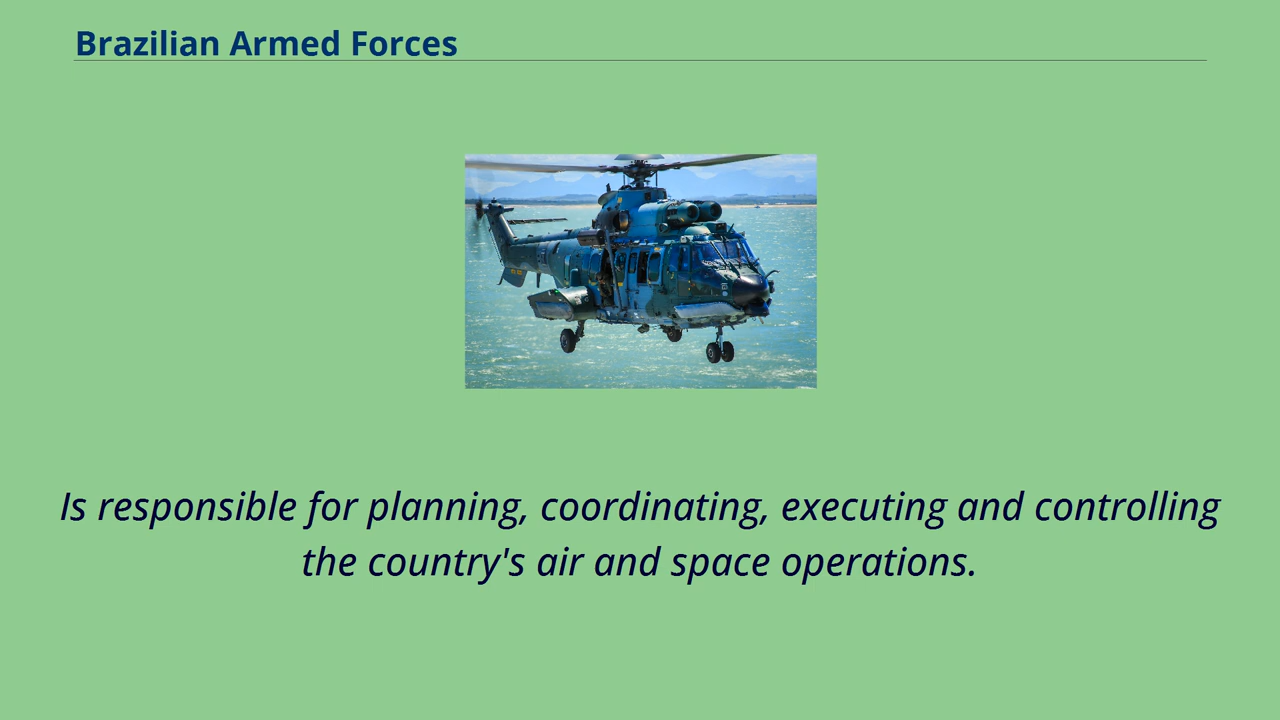 Brazilian Armed Forces
Is responsible for planning, coordinating, executing and controlling
the country's air and space operations.